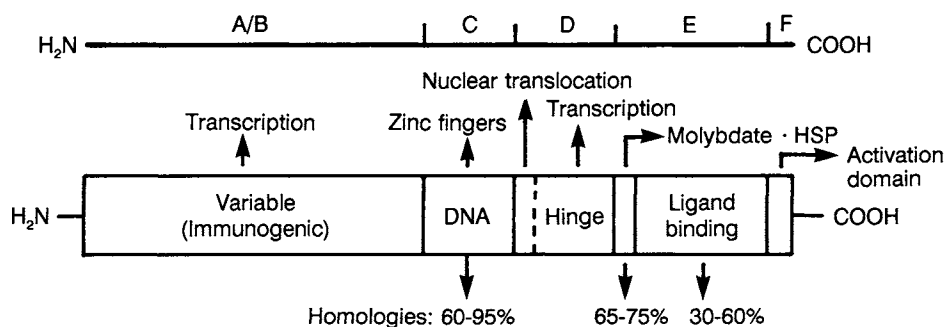 A/B C D E F
H₂N COOH
Nuclear translocation
Transcription Zinc fingers Transcription Molybdate · HSP
Activation
domain
Variable
(Immunogenic)
DNA
Hinge
Ligand
binding
H₂N COOH
Homologies: 60-95% 65-75% 30-60%